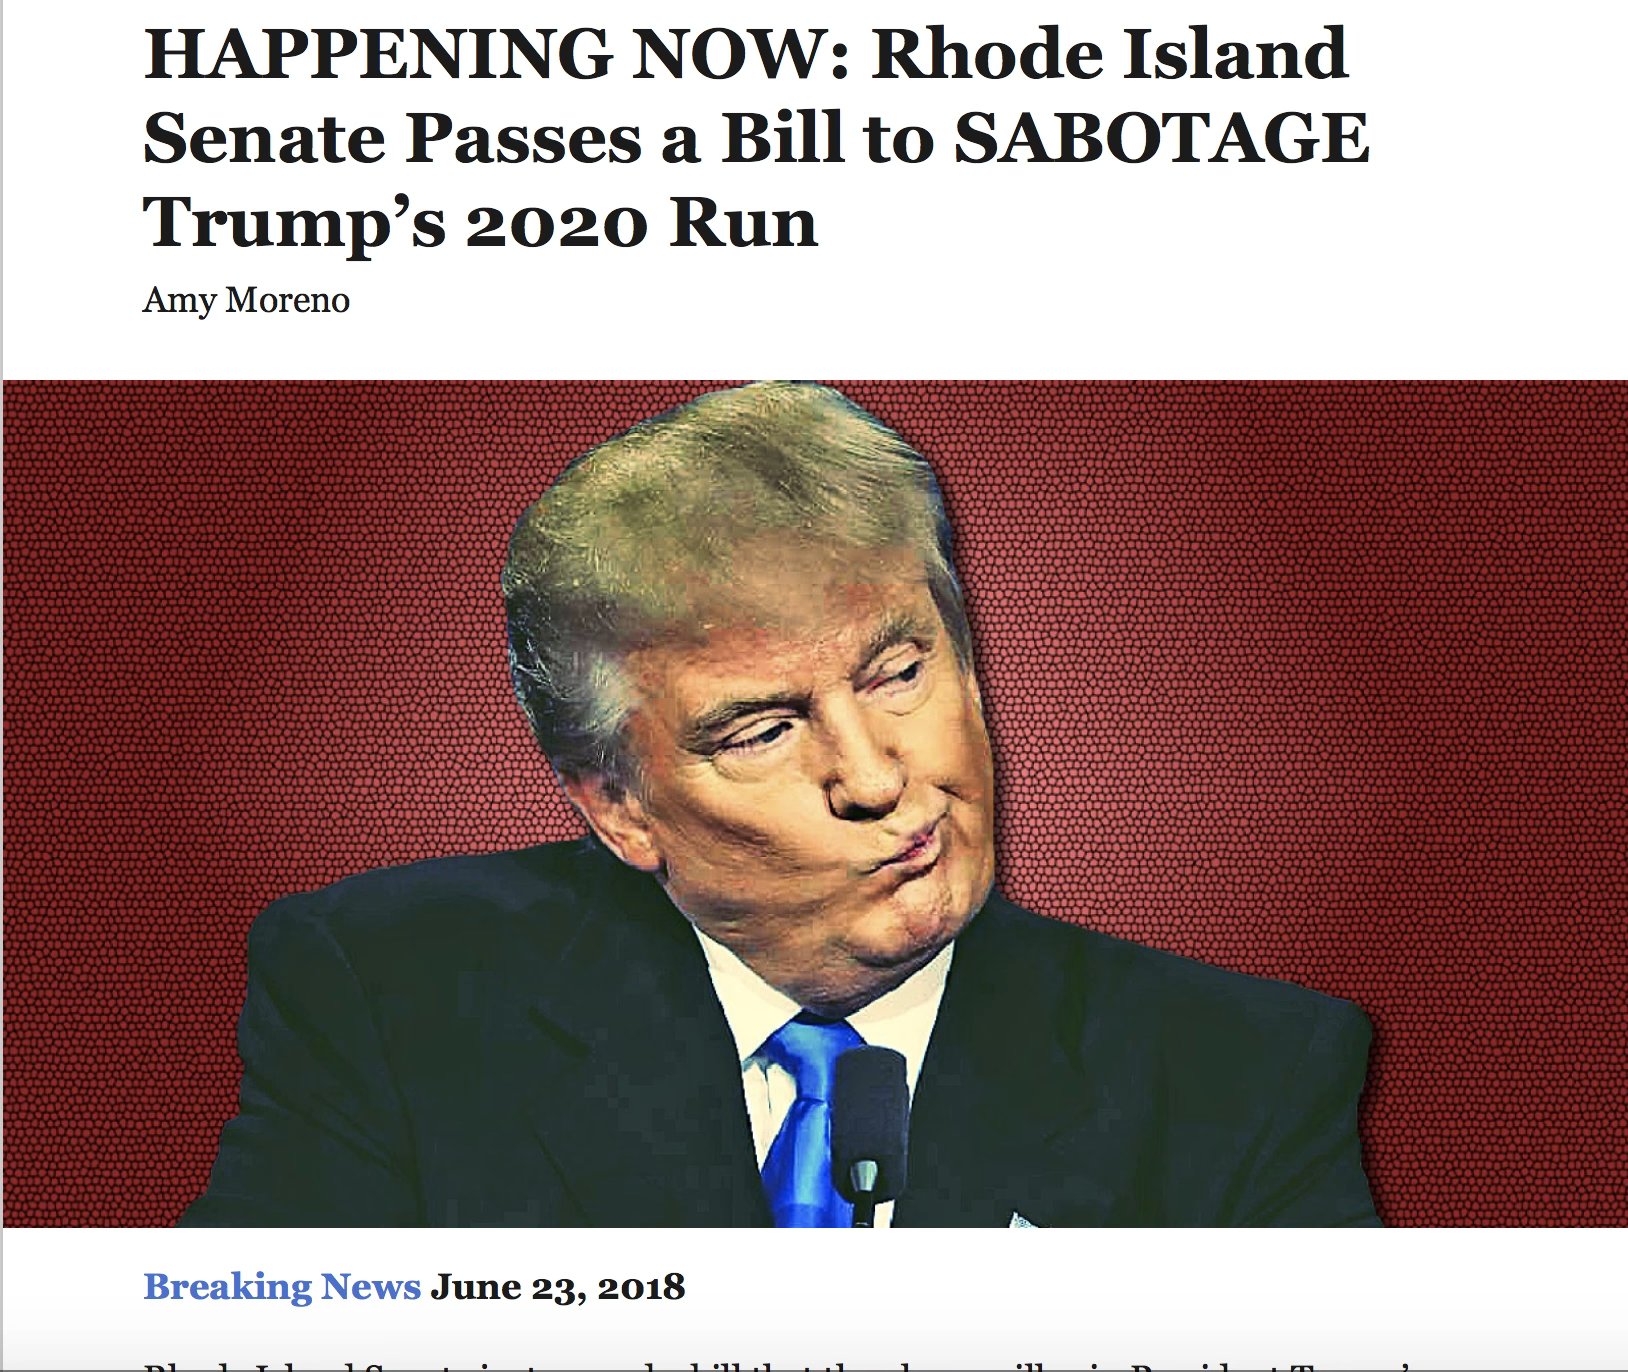 HAPPENING NOW: Rhode Island
Senate Passes a Bill to SABOTAGE
Trump’s 2020 Run
Amy Moreno
Breaking News June 23, 2018